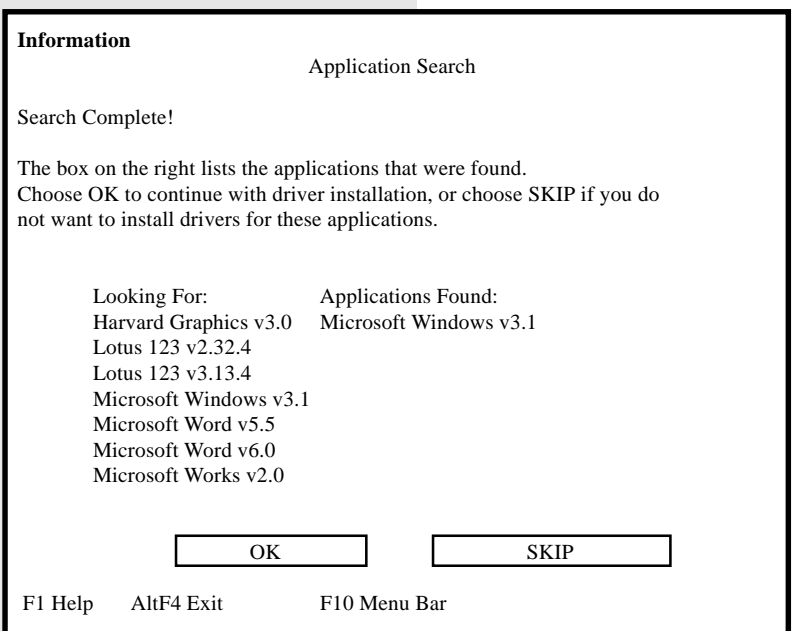 Information
Application Search
Search Complete!
The box on the right lists the applications that were found.
Choose OK to continue with driver installation, or choose SKIP if you do
not want to install drivers for these applications.
Looking For: Applications Found:
Harvard Graphics v3.0 Microsoft Windows v3.1
Lotus 123 v2.32.4
Lotus 123 v3.13.4
Microsoft Windows v3.1
Microsoft Word v5.5
Microsoft Word v6.0
Microsoft Works v2.0
OK SKIP
F1 Help AltF4 Exit F10 Menu Bar